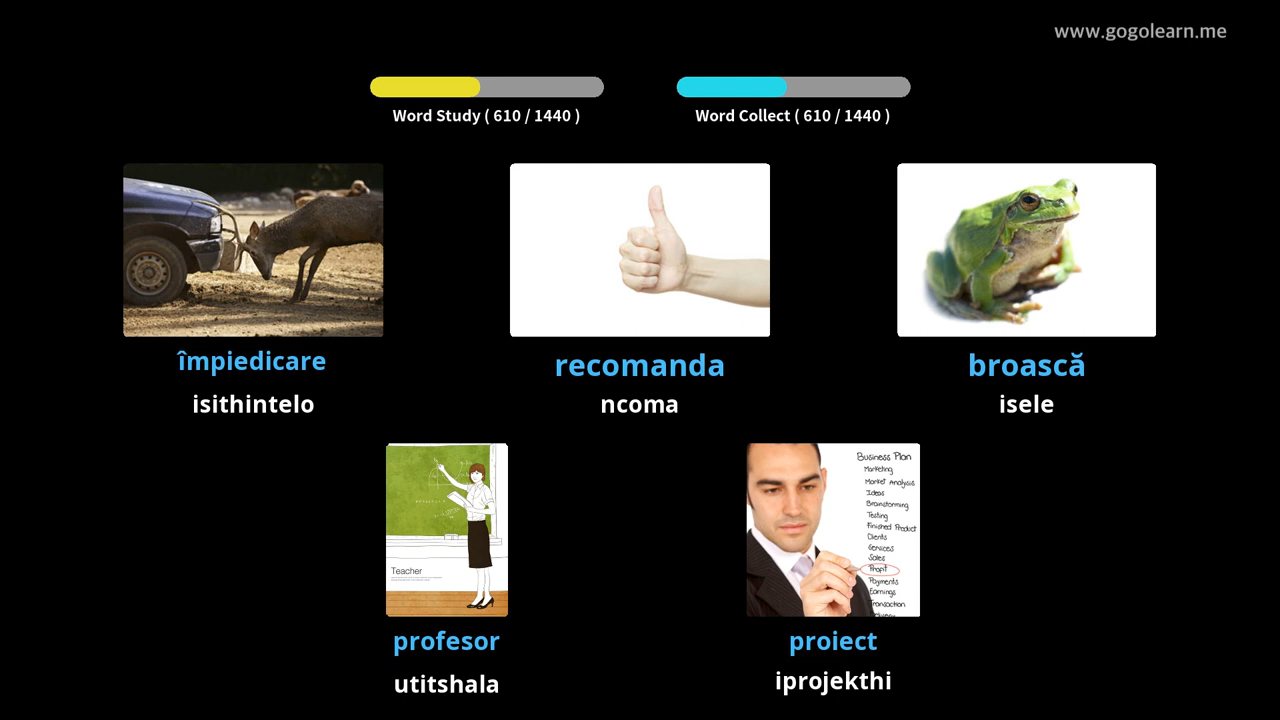 www.gogolearn.me
Word Study ( 610 / 1440 )
Word Collect ( 610 / 1440 )
împiedicare
recomanda
broască
isithintelo
ncoma
isele
Teacher
Business Plan
Marketing
Market Analysis
Ideas
Brainstorming
Testing
Finished Product
Clients
Services
Sales
Profit
Payments
Earnings
Transaction
profesor
proiect
utitshala
iprojekthi